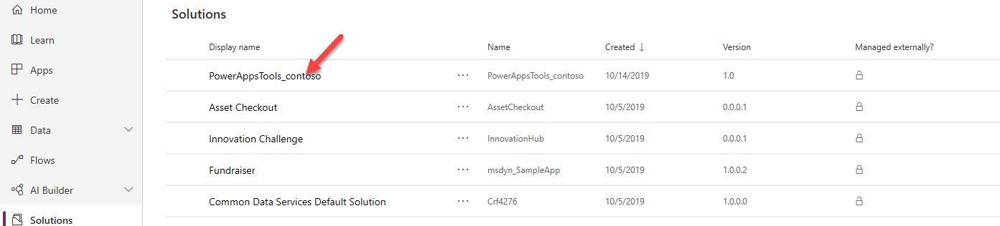 Home
Learn
Apps
Create
Data
Flows
AI Builder
Solutions
Solutions
Display name Name Created ↓ Version Managed externally?
PowerAppsTools_contoso ··· PowerAppsTools_contoso 10/14/2019 1.0
Asset Checkout ··· AssetCheckout 10/5/2019 0.0.0.1
Innovation Challenge ··· InnovationHub 10/5/2019 0.0.0.1
Fundraiser ··· msdyn_SampleApp 10/5/2019 1.0.0.2
Common Data Services Default Solution ··· Crf4276 10/5/2019 1.0.0.0